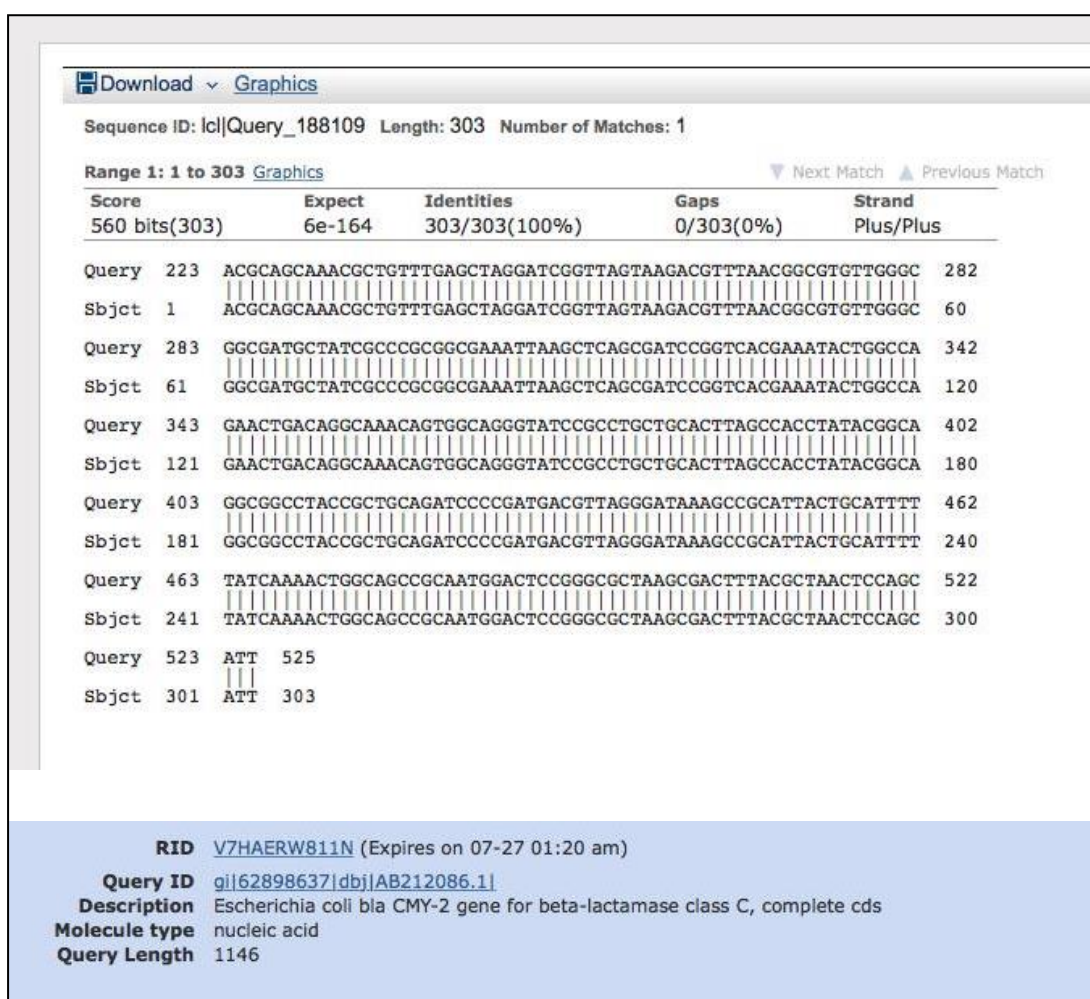 Download Graphics
Sequence ID: lcl|Query_188109 Length: 303 Number of Matches: 1
Range 1: 1 to 303 Graphics Next Match Previous Match
Score Expect Identities Gaps Strand
560 bits(303) 6e-164 303/303(100%) 0/303(0%) Plus/Plus
Query 223 ACGCAGCAAACGCTGTTTGAGCTAGGATCGGTTAGTAAGACGTTTAACGGCGTGTTGGGC 282
Sbjct 1 ACGCAGCAAACGCTGTTTGAGCTAGGATCGGTTAGTAAGACGTTTAACGGCGTGTTGGGC 60
Query 283 GGCGATGCTATCGCCCGCGGCGAAATTAAGCTCAGCGATCCGGTCACGAAATACTGGCCA 342
Sbjct 61 GGCGATGCTATCGCCCGCGGCGAAATTAAGCTCAGCGATCCGGTCACGAAATACTGGCCA 120
Query 343 GAACTGACAGGCAAACAGTGGCAGGGTATCCGCCTGCTGCACTTAGCCACCTATACGGCA 402
Sbjct 121 GAACTGACAGGCAAACAGTGGCAGGGTATCCGCCTGCTGCACTTAGCCACCTATACGGCA 180
Query 403 GGCGGCCTACCGCTGCAGATCCCCGATGACGTTAGGGATAAAGCCGCATTACTGCATTTT 462
Sbjct 181 GGCGGCCTACCGCTGCAGATCCCCGATGACGTTAGGGATAAAGCCGCATTACTGCATTTT 240
Query 463 TATCAAAACTGGCAGCCGCAATGGACTCCGGGCGCTAAGCGACTTTACGCTAACTCCAGC 522
Sbjct 241 TATCAAAACTGGCAGCCGCAATGGACTCCGGGCGCTAAGCGACTTTACGCTAACTCCAGC 300
Query 523 ATT 525
Sbjct 301 ATT 303
RID V7HAERW811N (Expires on 07-27 01:20 am)
Query ID gi|62898637|dbj|AB212086.1|
Description Escherichia coli bla CMY-2 gene for beta-lactamase class C, complete cds
Molecule type nucleic acid
Query Length 1146